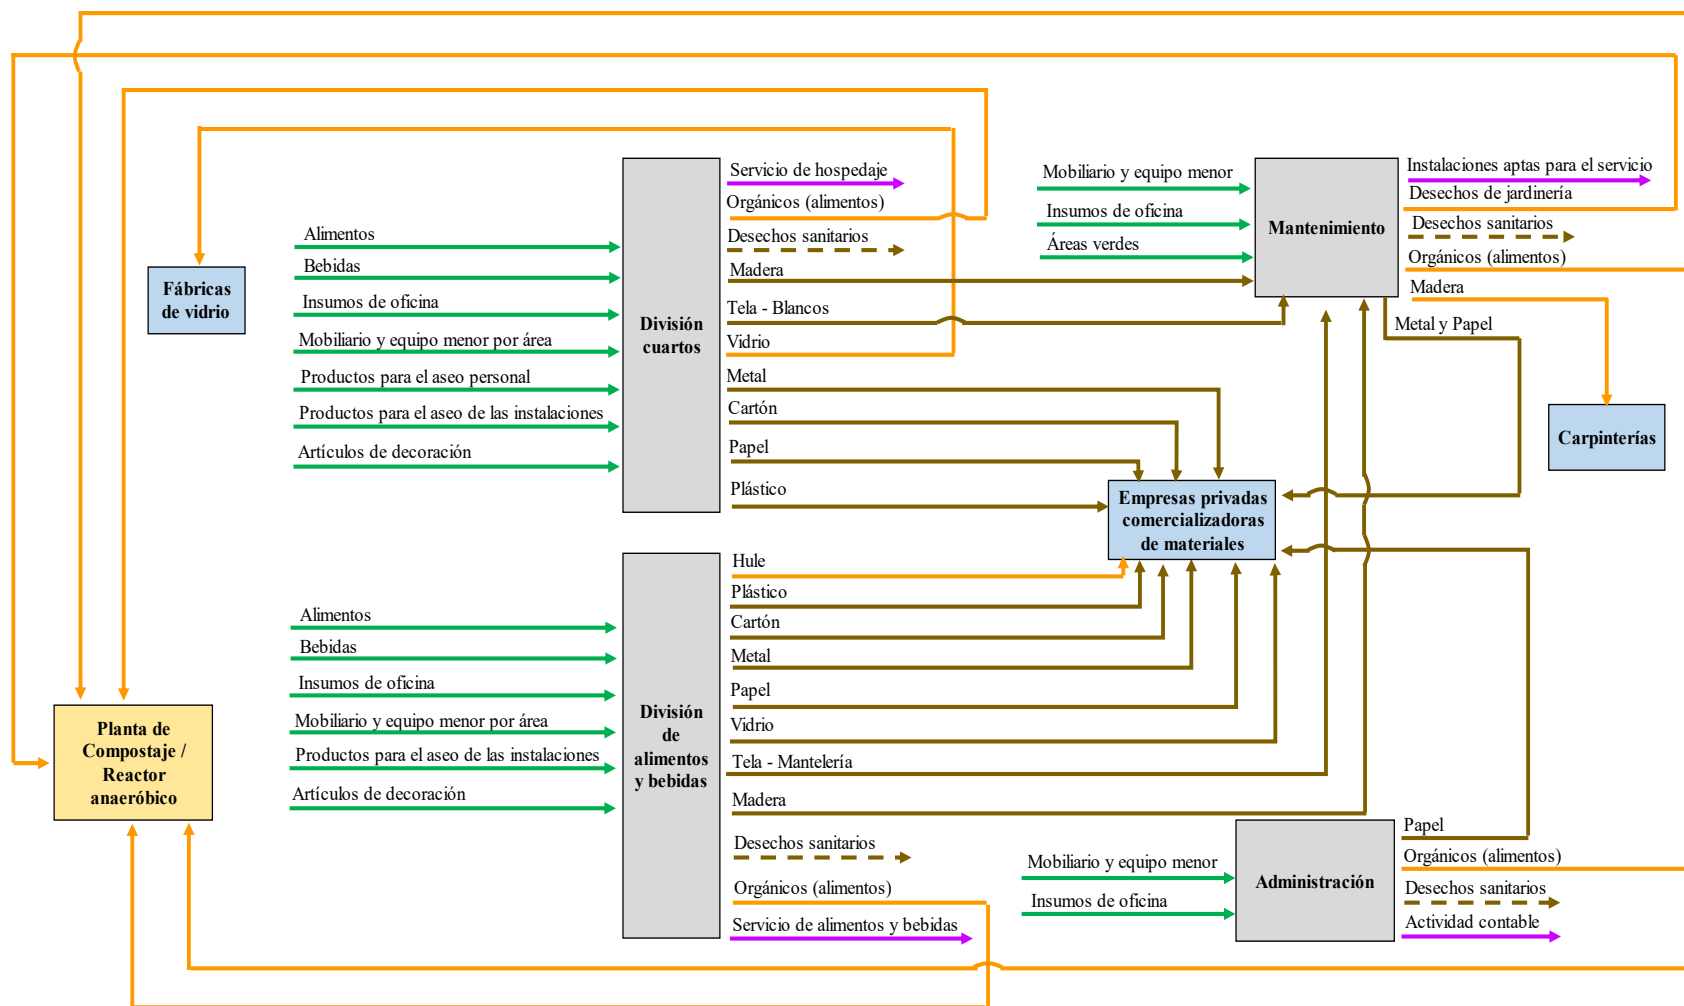 Fábricas
de vidrio
Alimentos
Bebidas
Insumos de oficina
Mobiliario y equipo menor por área
Productos para el aseo personal
Productos para el aseo de las instalaciones
Artículos de decoración
División
cuartos
Servicio de hospedaje
Orgánicos (alimentos)
Desechos sanitarios
Madera
Tela - Blancos
Vidrio
Metal
Cartón
Papel
Plástico
Mobiliario y equipo menor
Insumos de oficina
Áreas verdes
Mantenimiento
Instalaciones aptas para el servicio
Desechos de jardinería
Desechos sanitarios
Orgánicos (alimentos)
Madera
Metal y Papel
Carpinterías
Empresas privadas
comercializadoras
de materiales
Planta de
Compostaje /
Reactor
anaeróbico
Alimentos
Bebidas
Insumos de oficina
Mobiliario y equipo menor por área
Productos para el aseo de las instalaciones
Artículos de decoración
División
de
alimentos
y bebidas
Hule
Plástico
Cartón
Metal
Papel
Vidrio
Tela - Mantelería
Madera
Desechos sanitarios
Orgánicos (alimentos)
Servicio de alimentos y bebidas
Mobiliario y equipo menor
Insumos de oficina
Administración
Papel
Orgánicos (alimentos)
Desechos sanitarios
Actividad contable